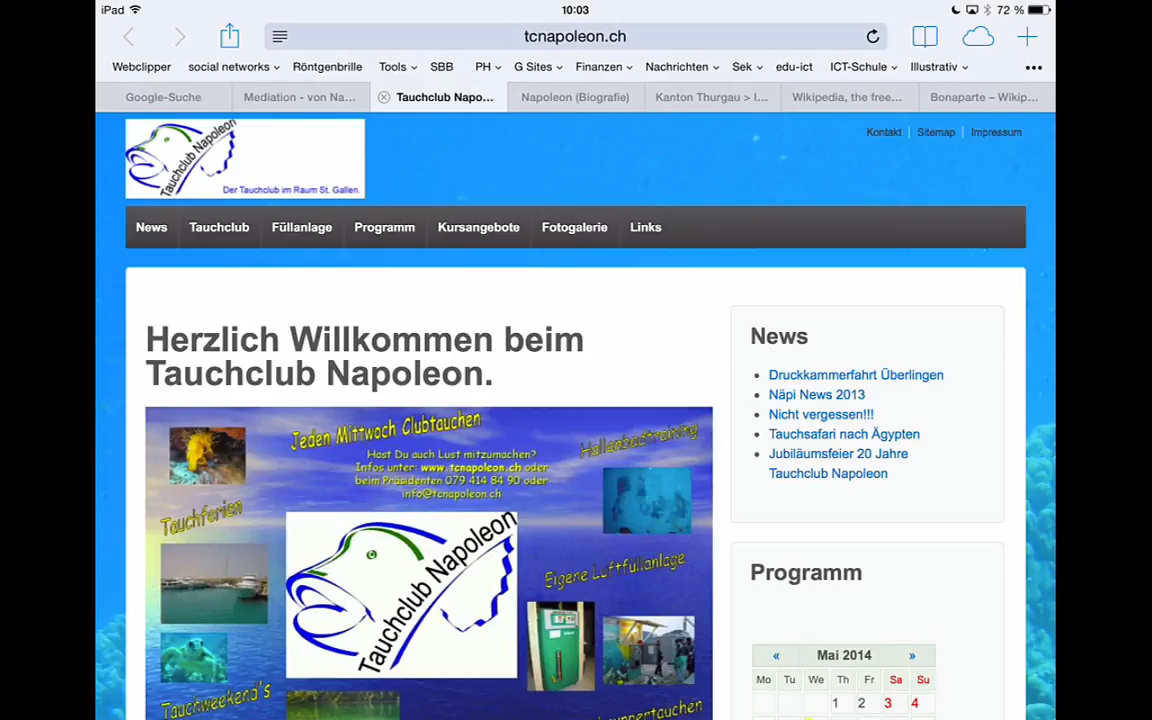 iPad 10:03 72 %
tcnapoleon.ch
Webclipper social networks Röntgenbrille Tools SBB PH G Sites Finanzen Nachrichten Sek edu-ict ICT-Schule Illustrativ
Google-Suche Mediation - von Na... Tauchclub Napo... Napoleon (Biografie) Kanton Thurgau > I... Wikipedia, the free... Bonaparte – Wikip...
Tauchclub Napoleon
Der Tauchclub im Raum St. Gallen.
Kontakt Sitemap Impressum
News Tauchclub Füllanlage Programm Kursangebote Fotogalerie Links
Herzlich Willkommen beim
Tauchclub Napoleon.
Jeden Mittwoch Clubtauchen
Hast Du auch Lust mitzumachen?
Infos unter: www.tcnapoleon.ch oder
beim Präsidenten 079 414 84 90 oder
info@tcnapoleon.ch
Hallenbadtraining
Tauchferien
Tauchclub Napoleon
Eigene Luftfüllanlage
Tauchweekend's
News
Druckkammerfahrt Überlingen
Näpi News 2013
Nicht vergessen!!!
Tauchsafari nach Ägypten
Jubiläumsfeier 20 Jahre
Tauchclub Napoleon
Programm
« Mai 2014 »
Mo Tu We Th Fr Sa Su
1 2 3 4